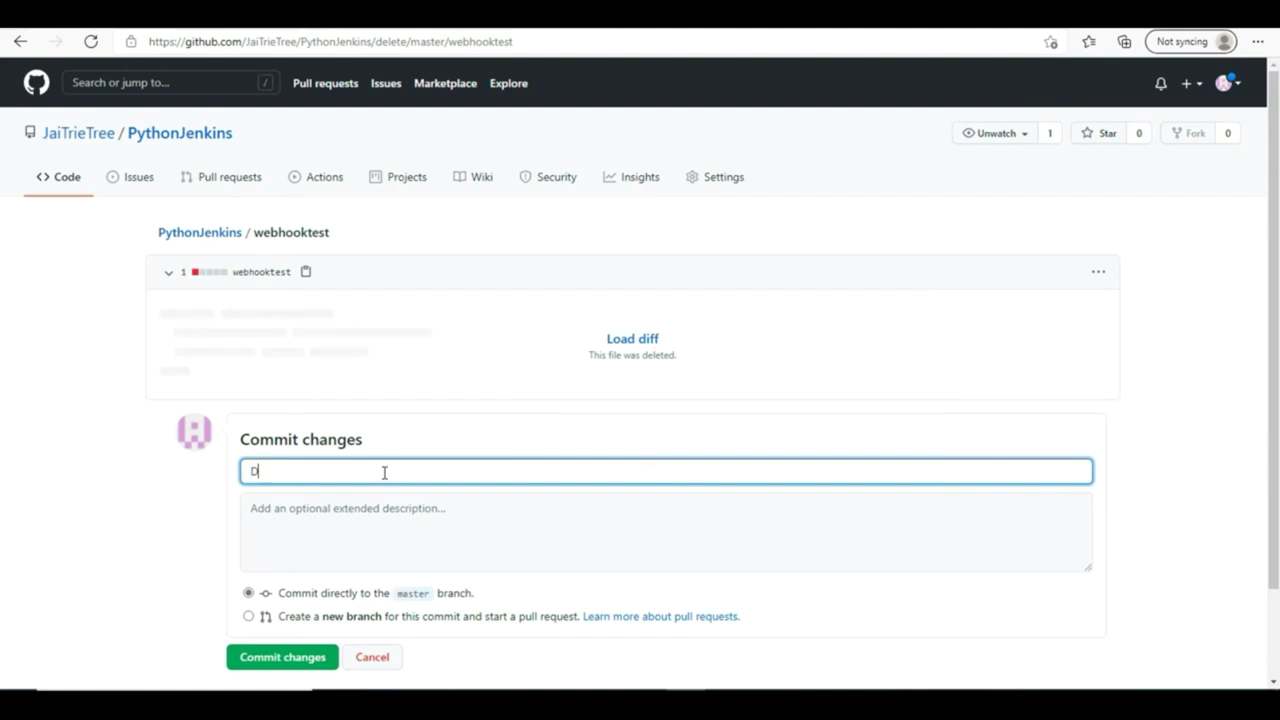 https://github.com/JaiTrieTree/PythonJenkins/delete/master/webhooktest
Not syncing
Search or jump to...
/
Pull requests
Issues
Marketplace
Explore
JaiTrieTree / PythonJenkins
Unwatch 1
Star 0
Fork 0
Code
Issues
Pull requests
Actions
Projects
Wiki
Security
Insights
Settings
PythonJenkins / webhooktest
1 webhooktest
Load diff
This file was deleted.
Commit changes
D
Add an optional extended description...
Commit directly to the master branch.
Create a new branch for this commit and start a pull request. Learn more about pull requests.
Commit changes
Cancel